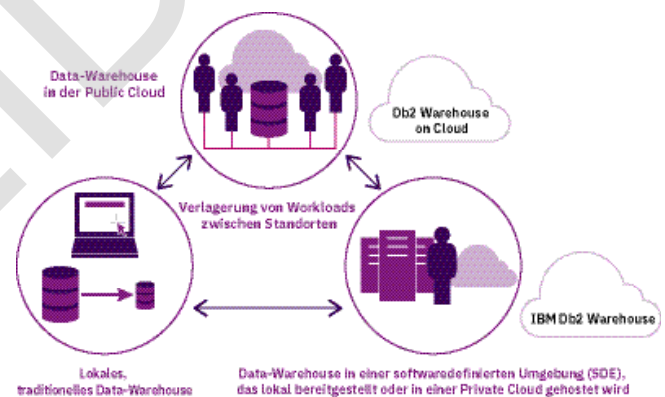 Data-Warehouse
in der Public Cloud
Db2 Warehouse
on Cloud
Verlagerung von Workloads
zwischen Standorten
IBM Db2 Warehouse
Lokales,
traditionelles Data-Warehouse
Data-Warehouse in einer softwaredefinierten Umgebung (SDE),
das lokal bereitgestellt oder in einer Private Cloud gehostet wird